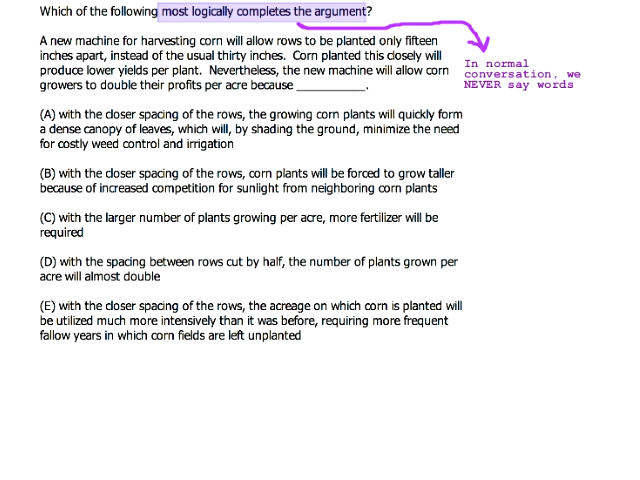 Which of the following most logically completes the argument?
A new machine for harvesting corn will allow rows to be planted only fifteen
inches apart, instead of the usual thirty inches.  Corn planted this closely will
produce lower yields per plant.  Nevertheless, the new machine will allow corn
growers to double their profits per acre because __________.
In normal
conversation, we
NEVER say words
(A) with the closer spacing of the rows, the growing corn plants will quickly form
a dense canopy of leaves, which will, by shading the ground, minimize the need
for costly weed control and irrigation
(B) with the closer spacing of the rows, corn plants will be forced to grow taller
because of increased competition for sunlight from neighboring corn plants
(C) with the larger number of plants growing per acre, more fertilizer will be
required
(D) with the spacing between rows cut by half, the number of plants grown per
acre will almost double
(E) with the closer spacing of the rows, the acreage on which corn is planted will
be utilized much more intensively than it was before, requiring more frequent
fallow years in which corn fields are left unplanted